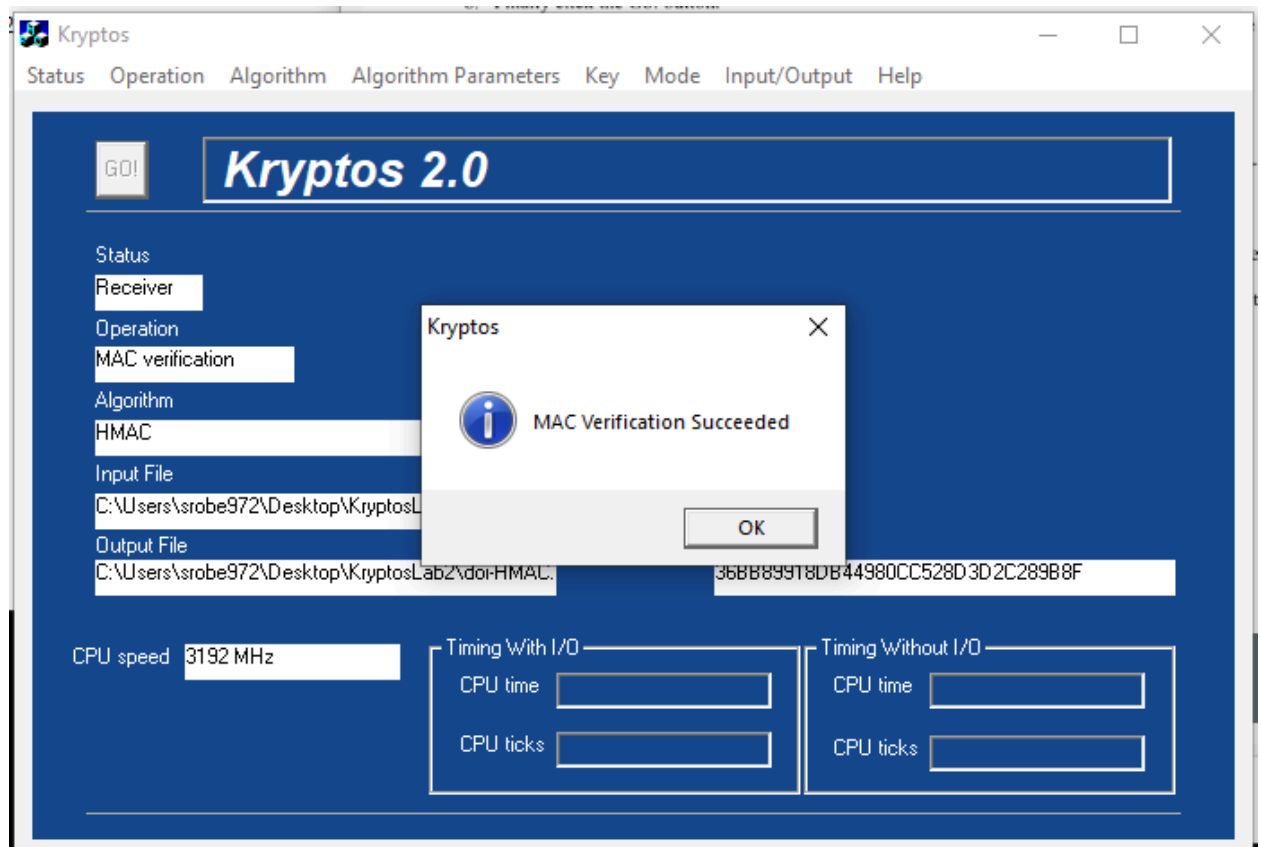 Kryptos
Status Operation Algorithm Algorithm Parameters Key Mode Input/Output Help
GO!
Kryptos 2.0
Status
Receiver
Operation
MAC verification
Algorithm
HMAC
Input File
C:\Users\srobe972\Desktop\KryptosL
Output File
C:\Users\srobe972\Desktop\KryptosLab2\doi-HMAC.
36BB89918DB44980CC528D3D2C289B8F
Kryptos
MAC Verification Succeeded
OK
CPU speed 3192 MHz
Timing With I/O
CPU time
CPU ticks
Timing Without I/O
CPU time
CPU ticks